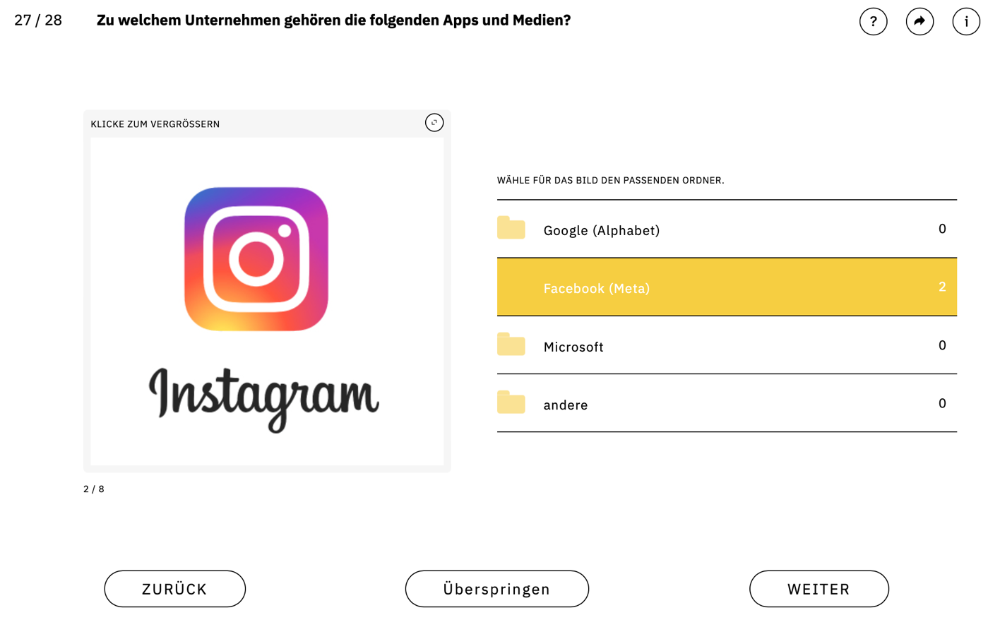 27 / 28
Zu welchem Unternehmen gehören die folgenden Apps und Medien?
?
i
KLICKE ZUM VERGRÖSSERN
Instagram
2 / 8
WÄHLE FÜR DAS BILD DEN PASSENDEN ORDNER.
Google (Alphabet) 0
Facebook (Meta) 2
Microsoft 0
andere 0
ZURÜCK
Überspringen
WEITER